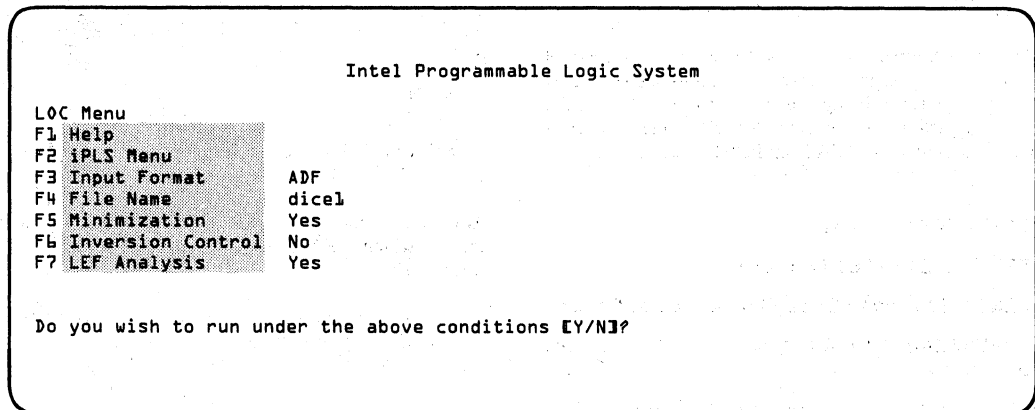 Intel Programmable Logic System
LOC Menu
F1 Help
F2 iPLS Menu
F3 Input Format ADF
F4 File Name dice1
F5 Minimization Yes
F6 Inversion Control No
F7 LEF Analysis Yes
Do you wish to run under the above conditions [Y/N]?